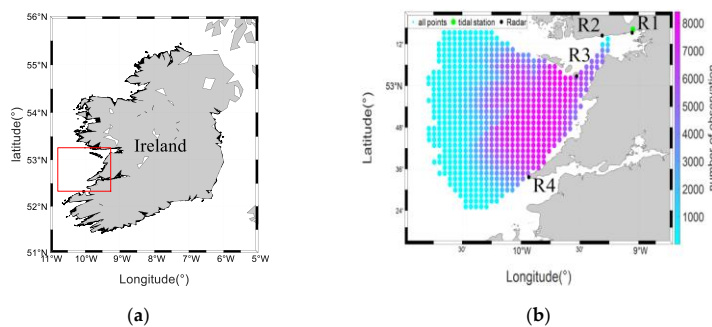 56°N
55°N
54°N
53°N
52°N
51°N
11°W 10°W 9°W 8°W 7°W 6°W 5°W
latitude(°)
Longitude(°)
Ireland
(a)
all points tidal station Radar
R2 R1
R3
R4
12'
53°N
48'
36'
24'
30' 10°W 30' 9°W
Latitude(°)
Longitude(°)
8000
7000
6000
5000
4000
3000
2000
1000
number of observation
(b)